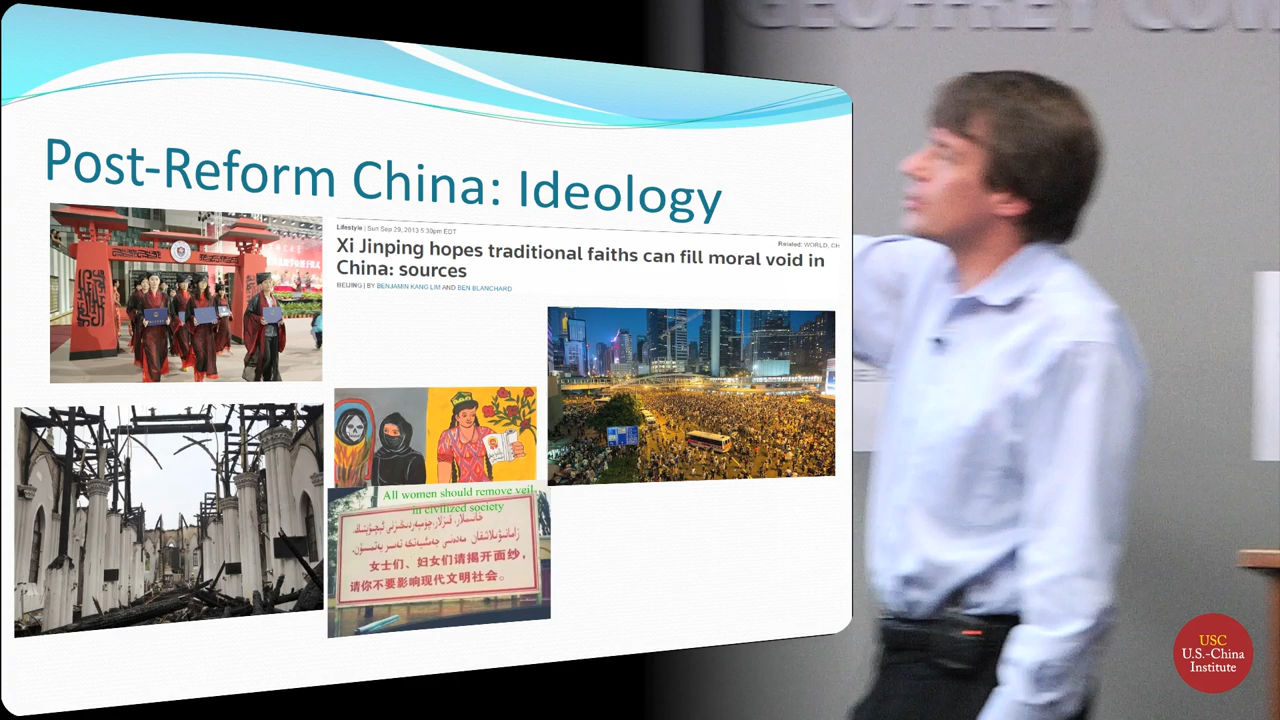 GEOFFREY COW
Post-Reform China: Ideology
Lifestyle | Sun Sep 29, 2013 5:30pm EDT
Related: WORLD, CH
Xi Jinping hopes traditional faiths can fill moral void in
China: sources
BEIJING | BY BENJAMIN KANG LIM AND BEN BLANCHARD
All women should remove veil
in civilized society
女士们、妇女们请揭开面纱，
请你不要影响现代文明社会。
USC
U.S.-China
Institute